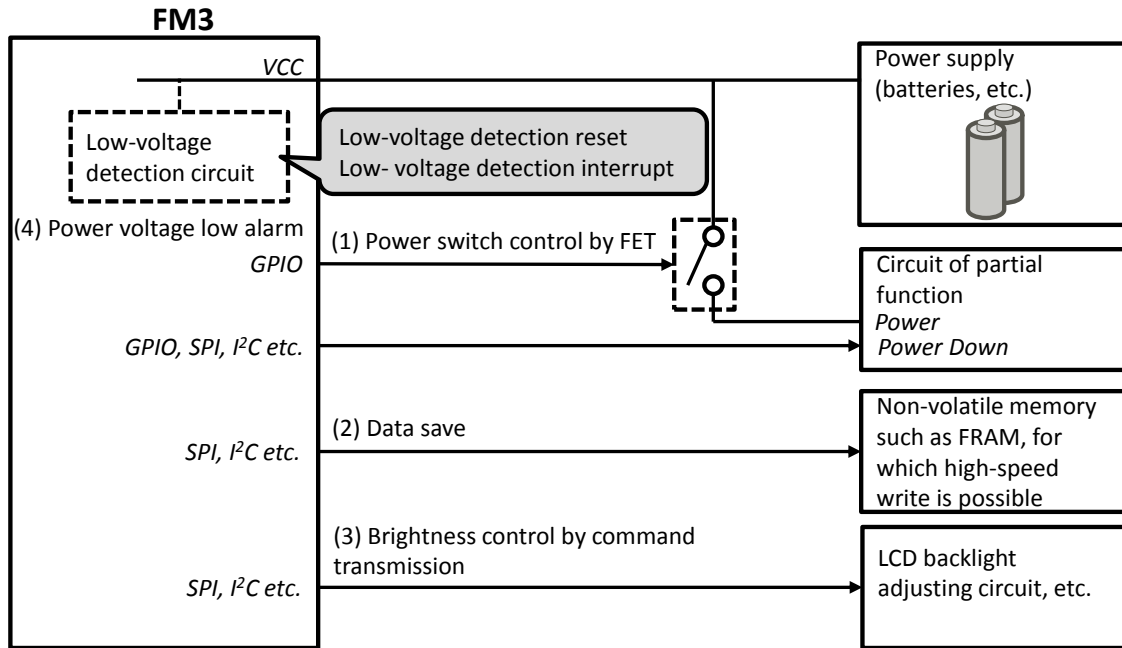 FM3
VCC
Power supply
(batteries, etc.)
Low-voltage
detection circuit
Low-voltage detection reset
Low- voltage detection interrupt
(4) Power voltage low alarm
GPIO
(1) Power switch control by FET
Circuit of partial
function
Power
Power Down
GPIO, SPI, I²C etc.
(2) Data save
SPI, I²C etc.
Non-volatile memory
such as FRAM, for
which high-speed
write is possible
(3) Brightness control by command
transmission
SPI, I²C etc.
LCD backlight
adjusting circuit, etc.